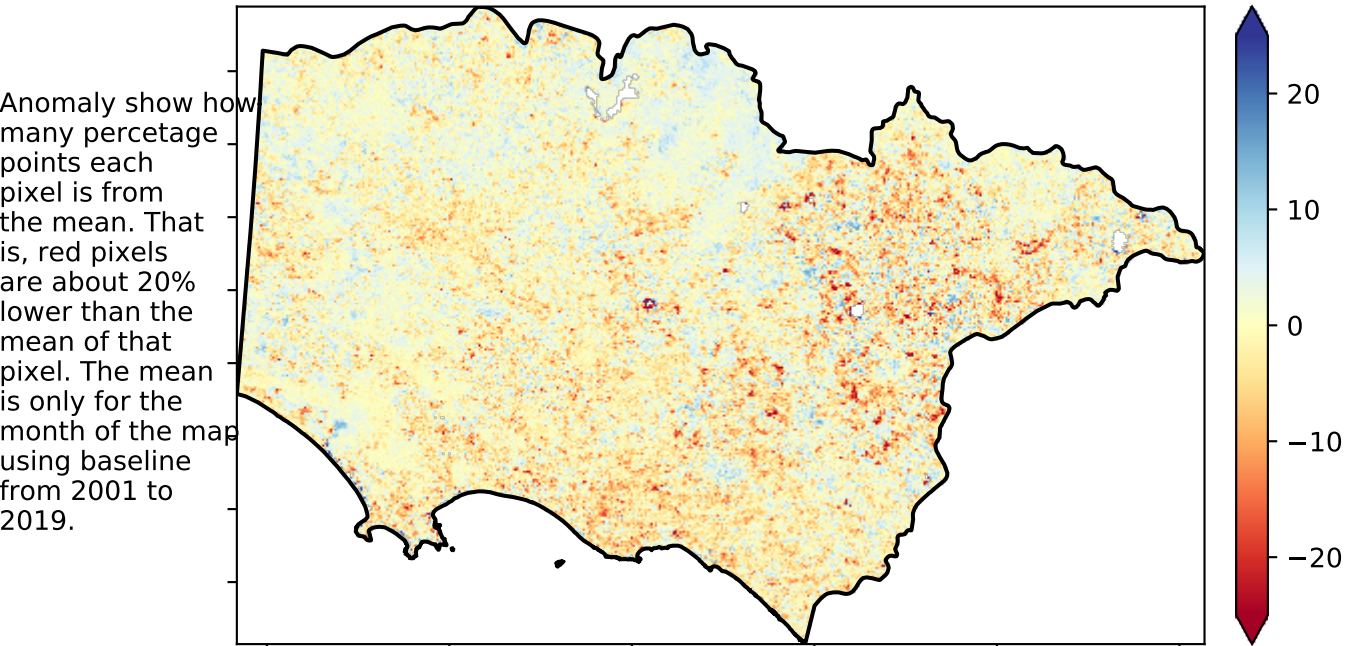 Anomaly show how
many percetage
points each
pixel is from
the mean. That
is, red pixels
are about 20%
lower than the
mean of that
pixel. The mean
is only for the
month of the map
using baseline
from 2001 to
2019.
20
10
0
−10
−20